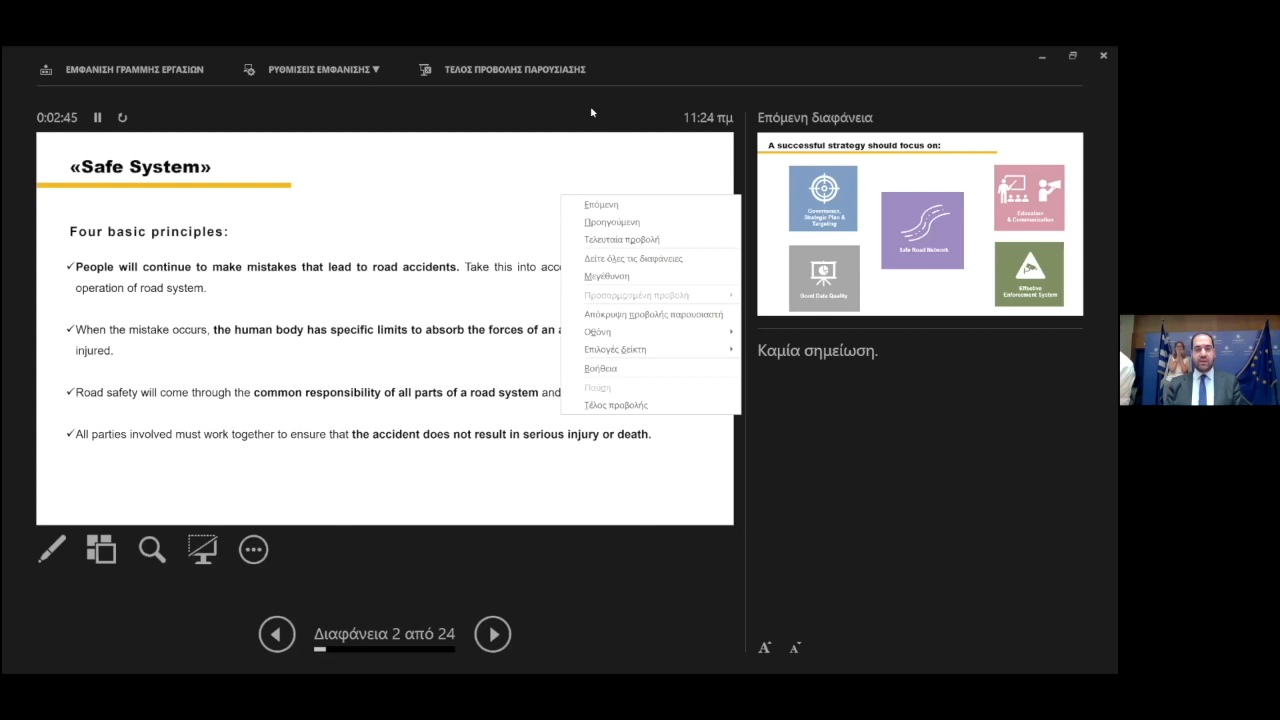 ΕΜΦΑΝΙΣΗ ΓΡΑΜΜΗΣ ΕΡΓΑΣΙΩΝ
ΡΥΘΜΙΣΕΙΣ ΕΜΦΑΝΙΣΗΣ ▼
ΤΕΛΟΣ ΠΡΟΒΟΛΗΣ ΠΑΡΟΥΣΙΑΣΗΣ
0:02:45
11:24 πμ
«Safe System»
Four basic principles:
✓People will continue to make mistakes that lead to road accidents. Take this into
operation of road system.
✓When the mistake occurs, the human body has specific limits to absorb the forces of an
injured.
✓Road safety will come through the common responsibility of all parts of a road system and
✓All parties involved must work together to ensure that the accident does not result in serious injury or death.
Επόμενη
Προηγούμενη
Τελευταία προβολή
Δείτε όλες τις διαφάνειες
Μεγέθυνση
Προσαρμοσμένη προβολή
Απόκρυψη προβολής παρουσιαστή
Οθόνη
Επιλογές δείκτη
Βοήθεια
Παύση
Τέλος προβολής
Διαφάνεια 2 από 24
Επόμενη διαφάνεια
A successful strategy should focus on:
Governance,
Strategic Plan &
Targeting
Safe Road Network
Education
& Communication
Good Data Quality
Effective
Enforcement System
Καμία σημείωση.
A A